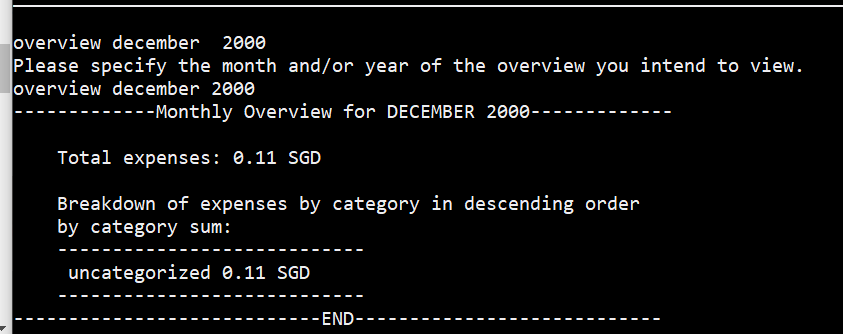 overview december  2000
Please specify the month and/or year of the overview you intend to view.
overview december 2000
-------------Monthly Overview for DECEMBER 2000-------------
Total expenses: 0.11 SGD
Breakdown of expenses by category in descending order
by category sum:
----------------------------
uncategorized 0.11 SGD
----------------------------
----------------------------END----------------------------